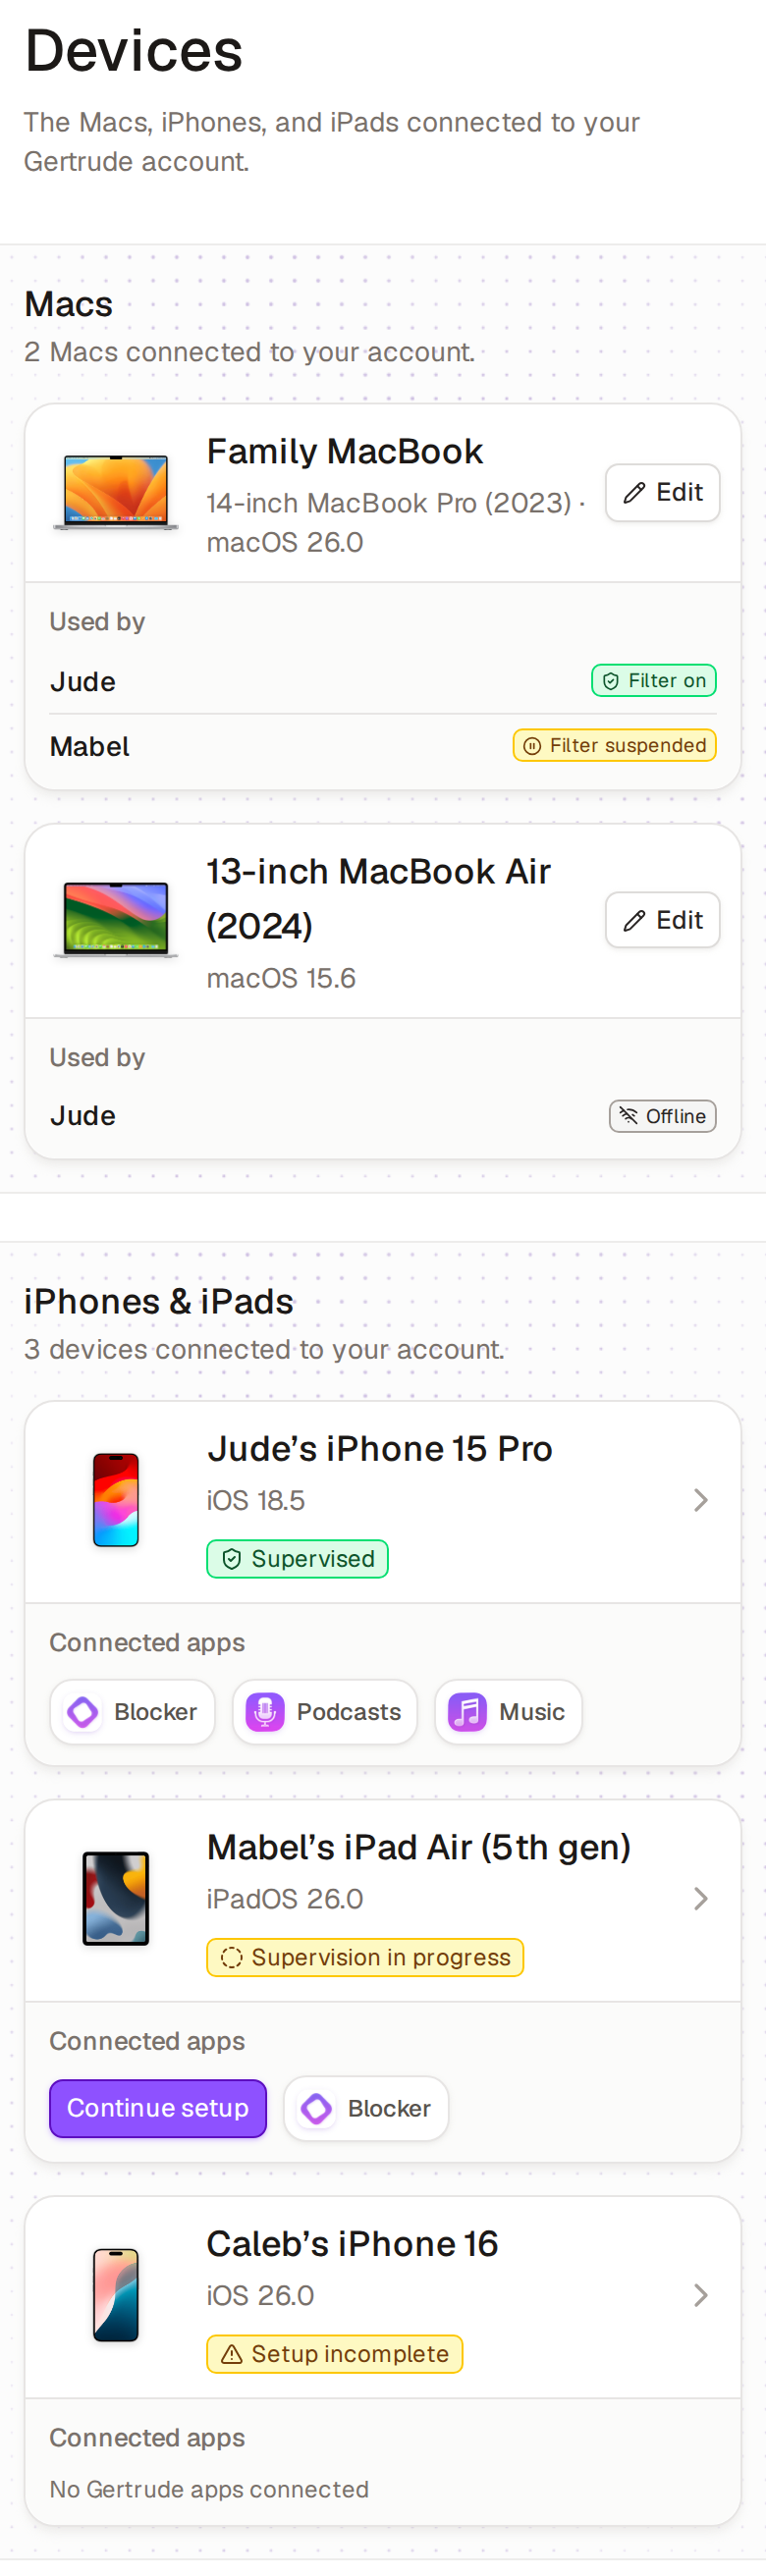 Devices
The Macs, iPhones, and iPads connected to your
Gertrude account.
Macs
2 Macs connected to your account.
Family MacBook
14-inch MacBook Pro (2023) ·
macOS 26.0
Edit
Used by
Jude
Filter on
Mabel
Filter suspended
13-inch MacBook Air
(2024)
macOS 15.6
Edit
Used by
Jude
Offline
iPhones & iPads
3 devices connected to your account.
Jude’s iPhone 15 Pro
iOS 18.5
Supervised
Connected apps
Blocker
Podcasts
Music
Mabel’s iPad Air (5th gen)
iPadOS 26.0
Supervision in progress
Connected apps
Continue setup
Blocker
Caleb’s iPhone 16
iOS 26.0
Setup incomplete
Connected apps
No Gertrude apps connected